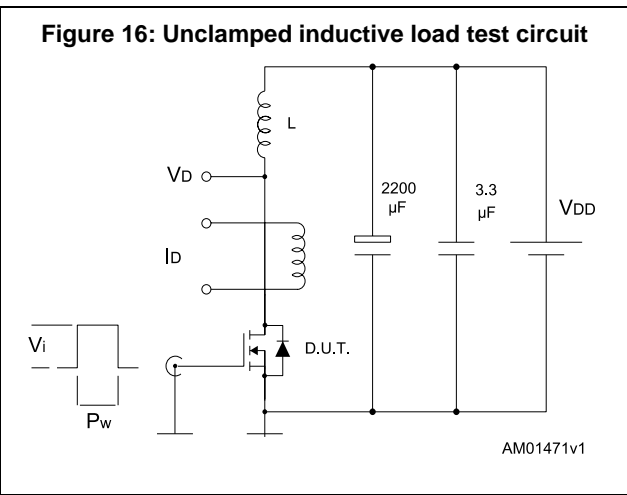 Figure 16: Unclamped inductive load test circuit
L
VD
2200
µF
3.3
µF
VDD
ID
Vi
D.U.T.
Pw
AM01471v1